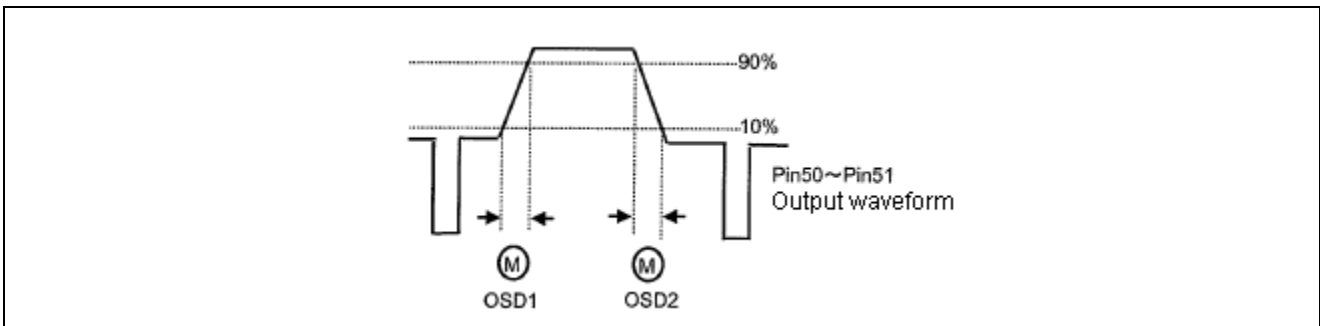 90%
10%
Pin50～Pin51
Output waveform
M
M
OSD1
OSD2